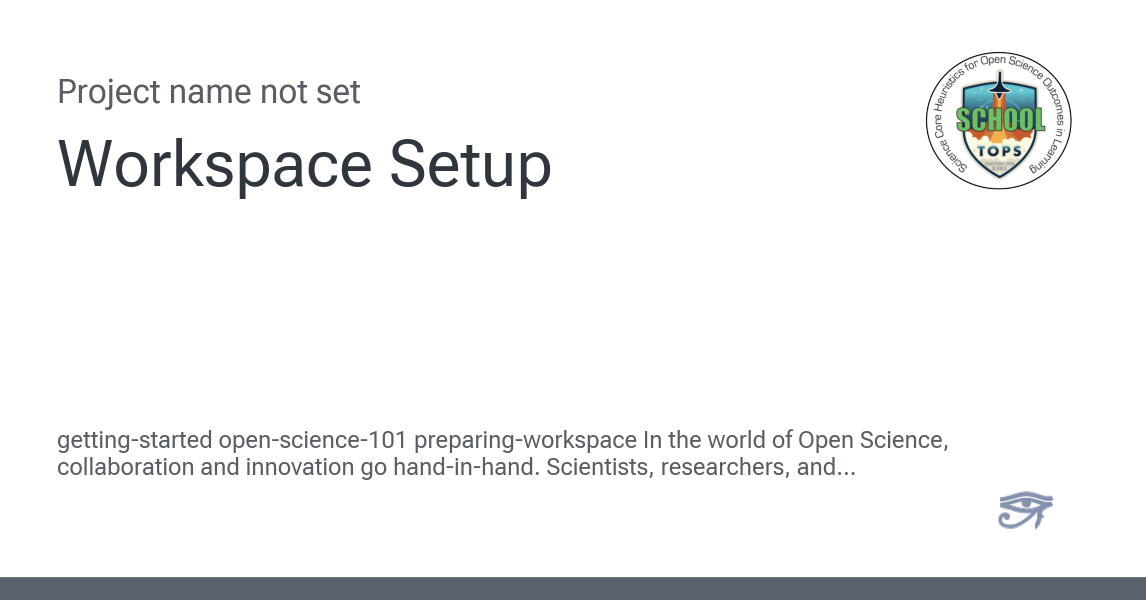 Project name not set
Workspace Setup
Science Core Heuristics for Open Science Outcomes in Learning
SCHOOL
TOPS
getting-started open-science-101 preparing-workspace In the world of Open Science,
collaboration and innovation go hand-in-hand. Scientists, researchers, and...